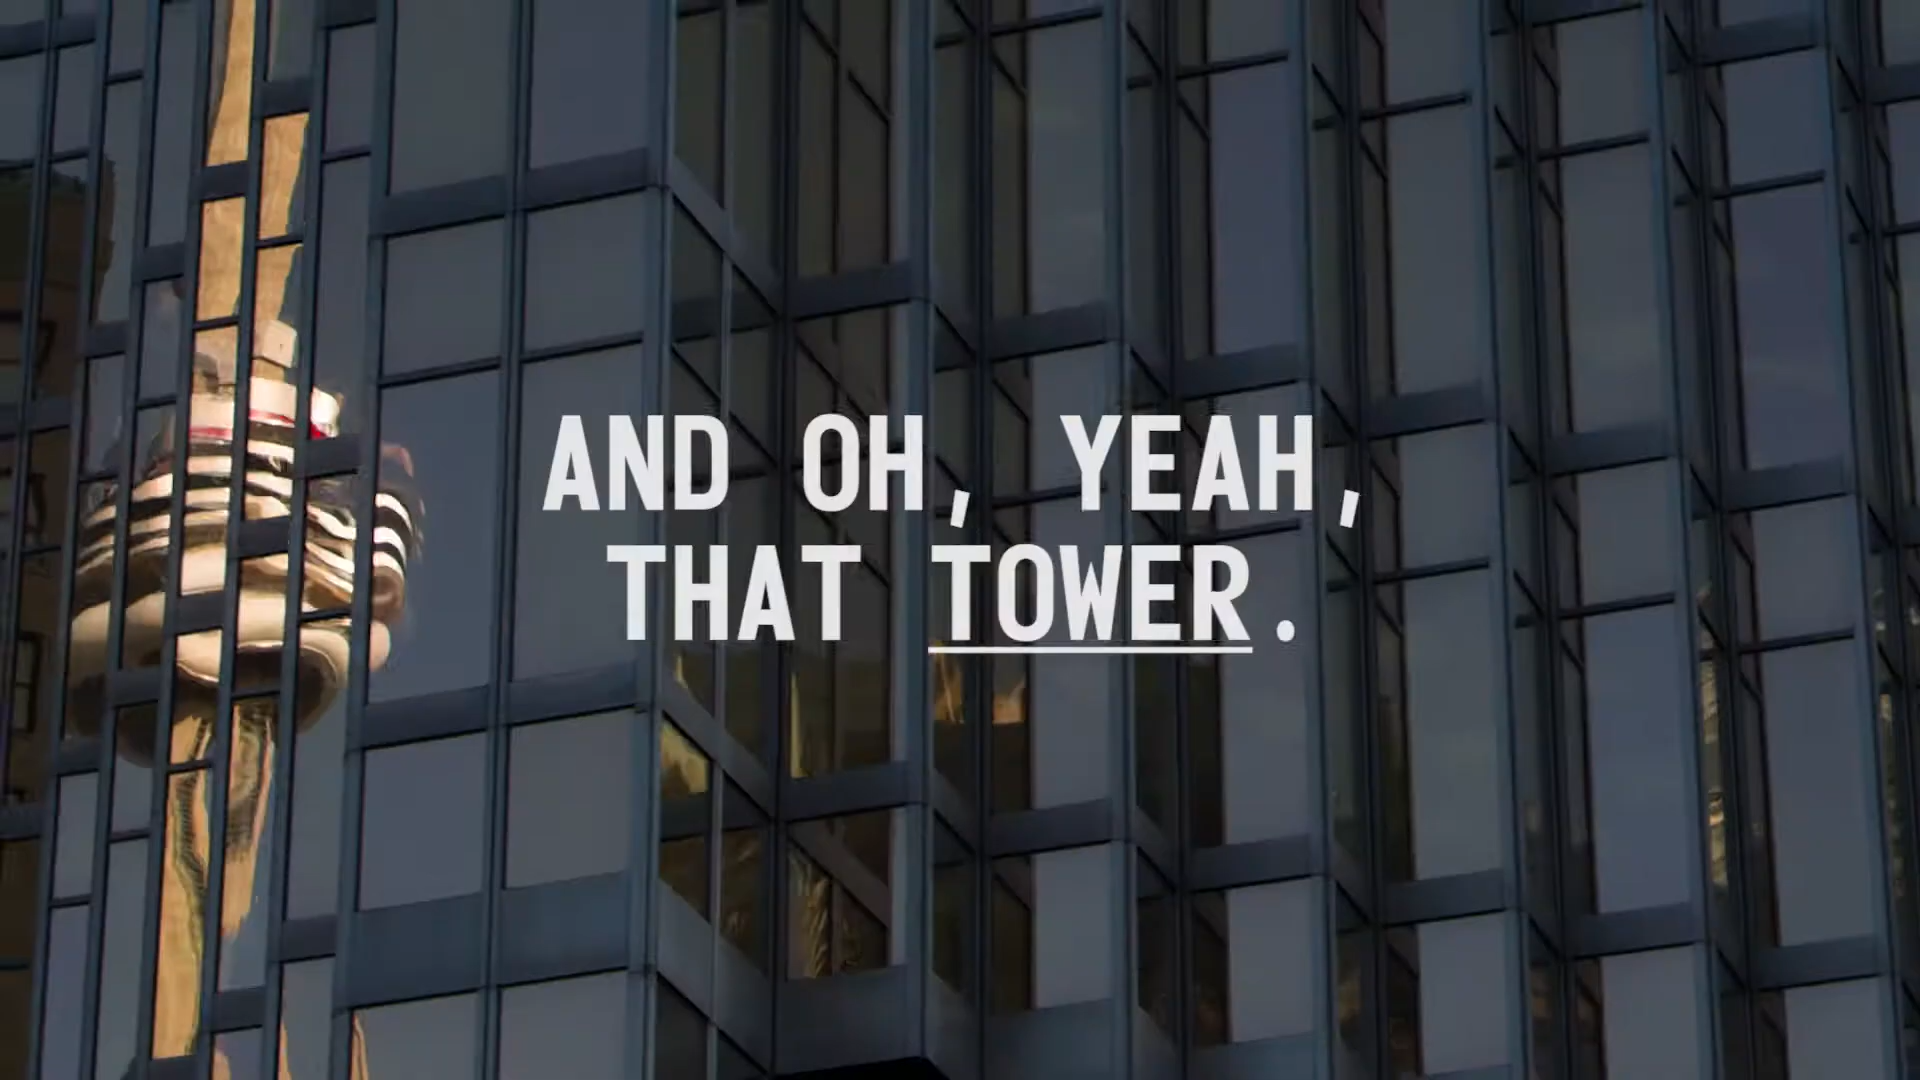 AND OH, YEAH,
THAT TOWER.